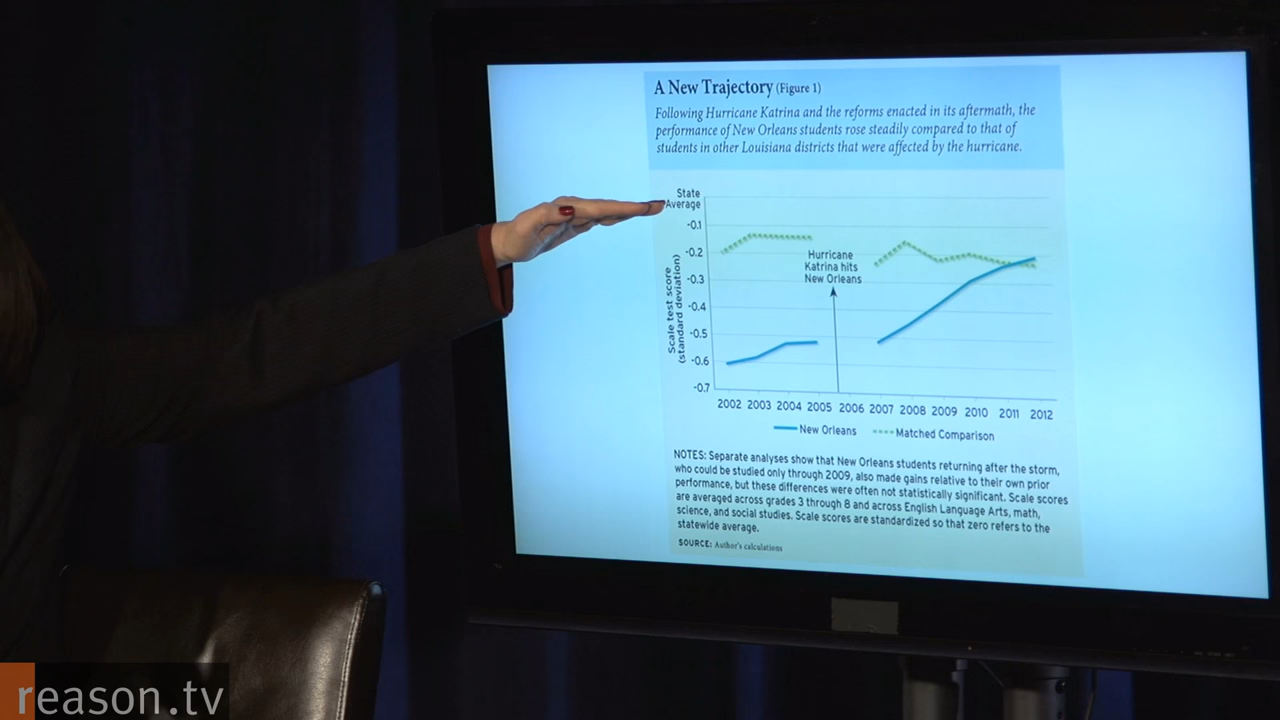 A New Trajectory (Figure 1)
Following Hurricane Katrina and the reforms enacted in its aftermath, the
performance of New Orleans students rose steadily compared to that of
students in other Louisiana districts that were affected by the hurricane.
State
Average
-0.1
-0.2
-0.3
-0.4
-0.5
-0.6
-0.7
Scale test score
(standard deviation)
Hurricane
Katrina hits
New Orleans
2002 2003 2004 2005 2006 2007 2008 2009 2010 2011 2012
New Orleans Matched Comparison
NOTES: Separate analyses show that New Orleans students returning after the storm,
who could be studied only through 2009, also made gains relative to their own prior
performance, but these differences were often not statistically significant. Scale scores
are averaged across grades 3 through 8 and across English Language Arts, math,
science, and social studies. Scale scores are standardized so that zero refers to the
statewide average.
SOURCE: Author's calculations
reason.tv